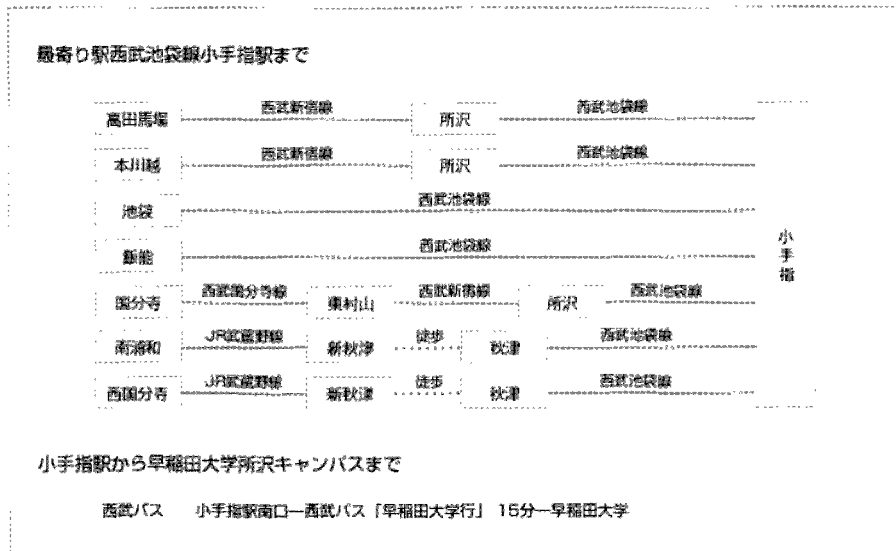 最寄り駅西武池袋線小手指駅まで
西武新宿線 西武池袋線
高田馬場 所沢
西武新宿線 西武池袋線
本川越 所沢
西武池袋線
池袋
西武池袋線
飯能
小手指
西武国分寺線 西武新宿線 西武池袋線
国分寺 東村山 所沢
JR武蔵野線 徒歩 西武池袋線
南浦和 新秋津 秋津
JR武蔵野線 徒歩 西武池袋線
西国分寺 新秋津 秋津
小手指駅から早稲田大学所沢キャンパスまで
西武バス 小手指駅南口―西武バス「早稲田大学行」 15分―早稲田大学